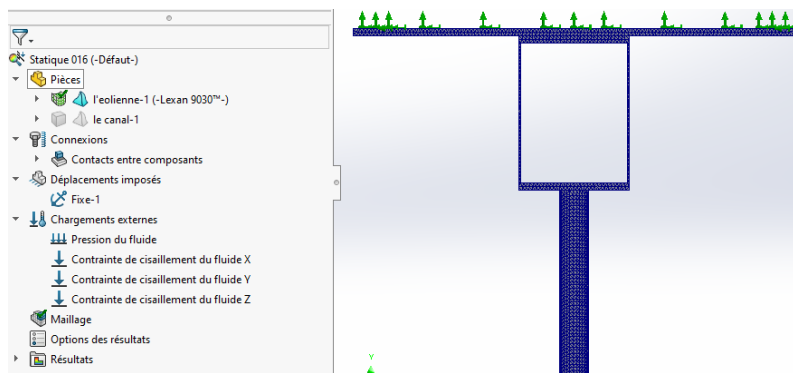 Statique 016 (-Défaut-)
Pièces
l'eolienne-1 (-Lexan 9030™-)
le canal-1
Connexions
Contacts entre composants
Déplacements imposés
Fixe-1
Chargements externes
Pression du fluide
Contrainte de cisaillement du fluide X
Contrainte de cisaillement du fluide Y
Contrainte de cisaillement du fluide Z
Maillage
Options des résultats
Résultats
Y